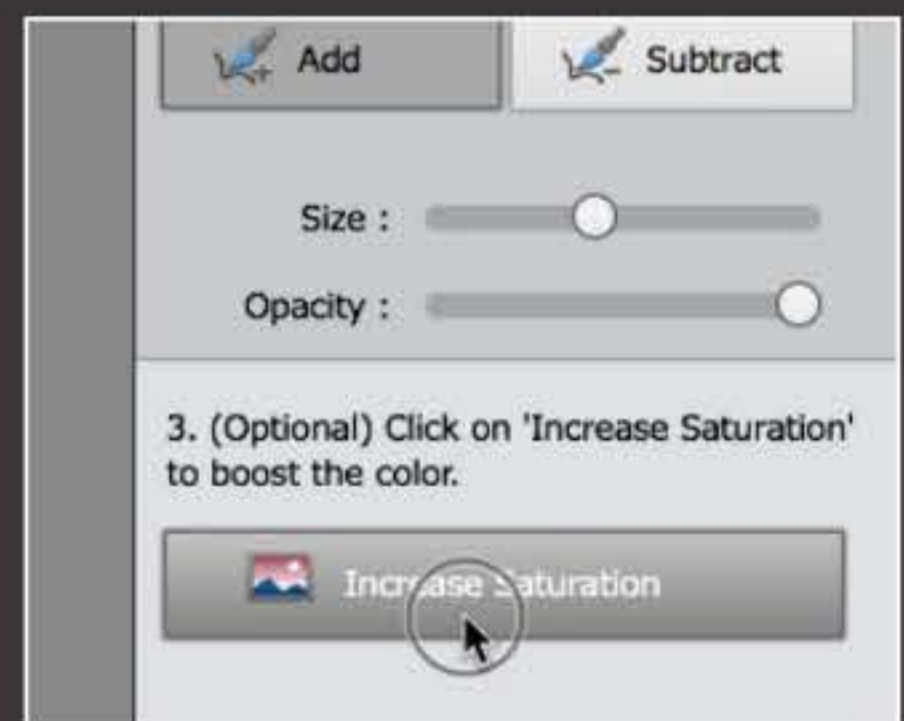 Add Subtract
Size :
Opacity :
3. (Optional) Click on 'Increase Saturation'
to boost the color.
Increase Saturation